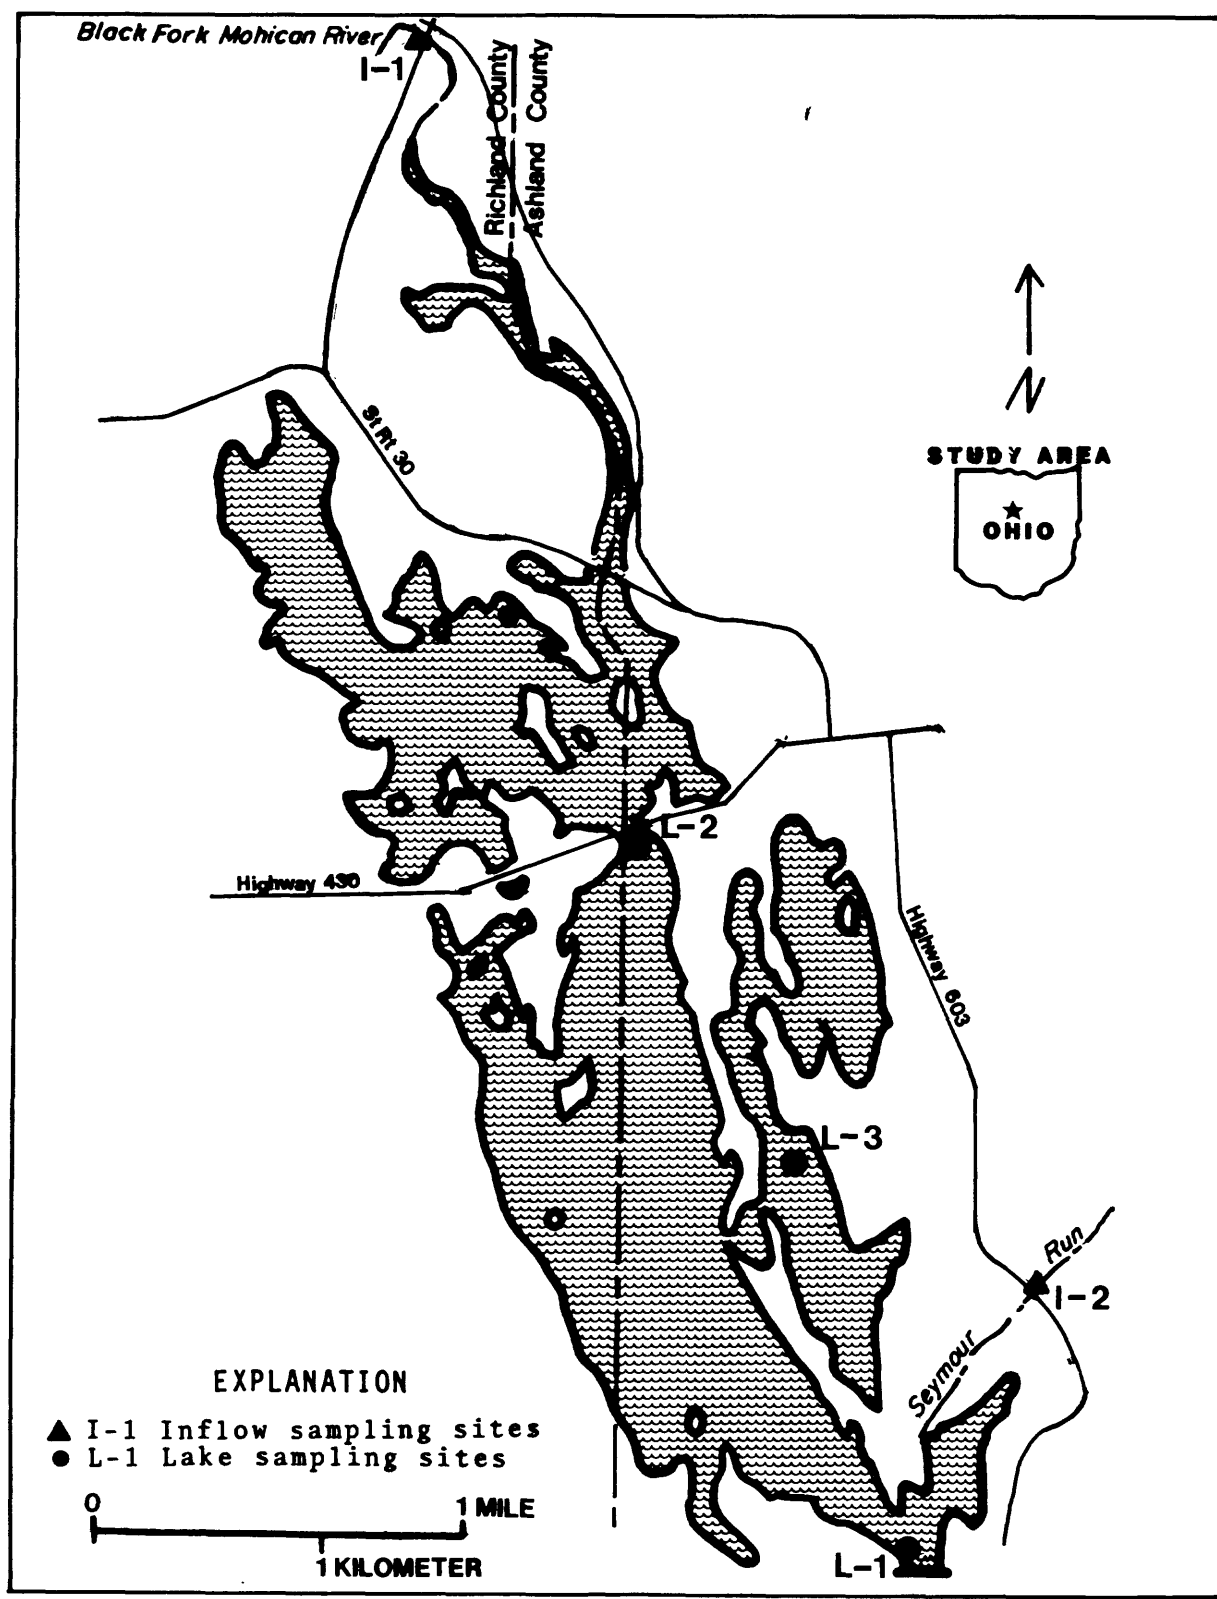 Black Fork Mohican River
I-1
Richland County
Ashland County
St Rt 30
N
STUDY AREA
OHIO
L-2
Highway 430
Highway 603
L-3
Seymour Run
I-2
EXPLANATION
I-1 Inflow sampling sites
L-1 Lake sampling sites
0 1 MILE
1 KILOMETER
L-1